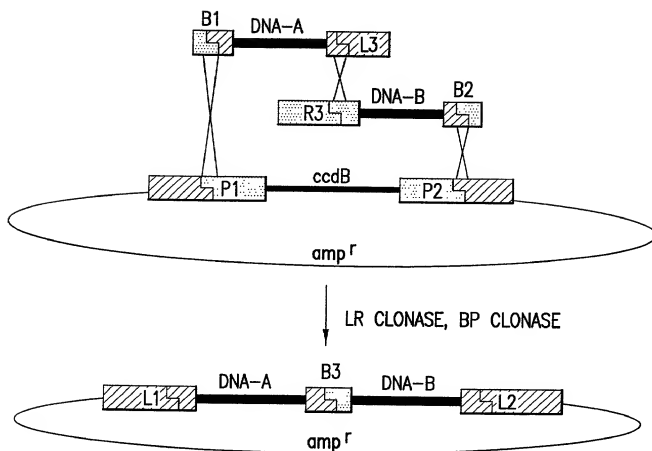 B1 DNA-A L3
R3 DNA-B B2
P1 ccdB P2
amp r
LR CLONASE, BP CLONASE
L1 DNA-A B3 DNA-B L2
amp r